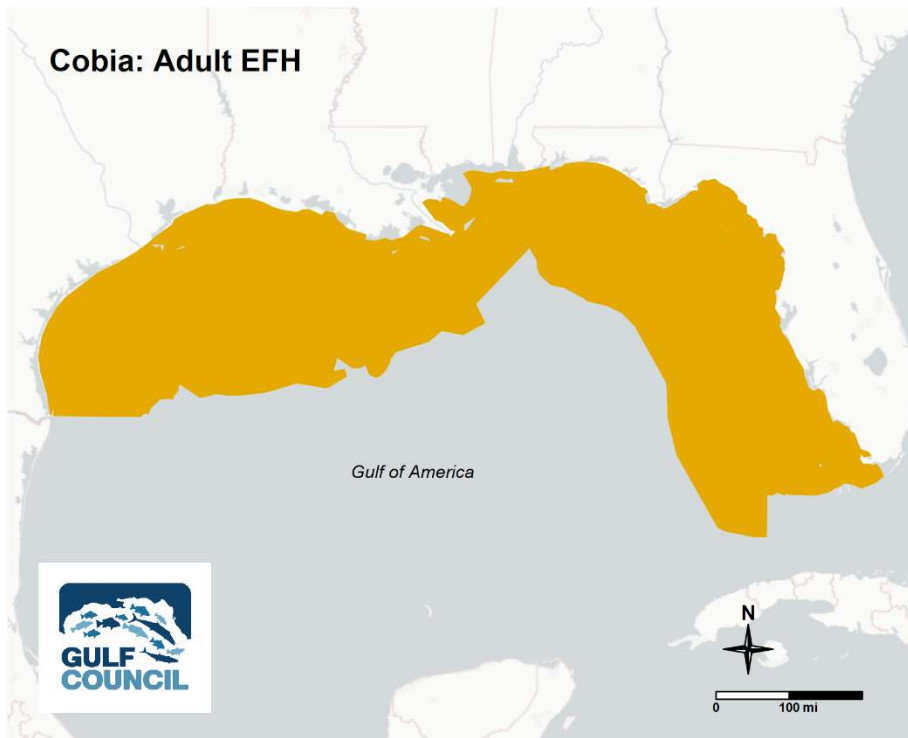 Cobia: Adult EFH
Gulf of America
GULF
COUNCIL
N
0 100 mi